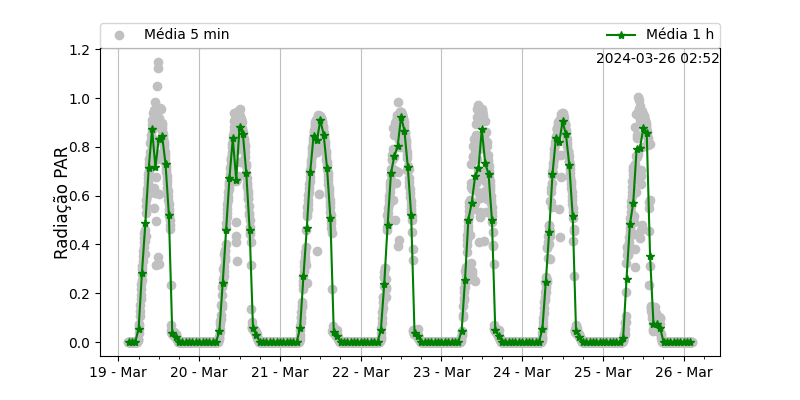 Média 5 min
Média 1 h
2024-03-26 02:52
Radiação PAR
1.2
1.0
0.8
0.6
0.4
0.2
0.0
19 - Mar
20 - Mar
21 - Mar
22 - Mar
23 - Mar
24 - Mar
25 - Mar
26 - Mar